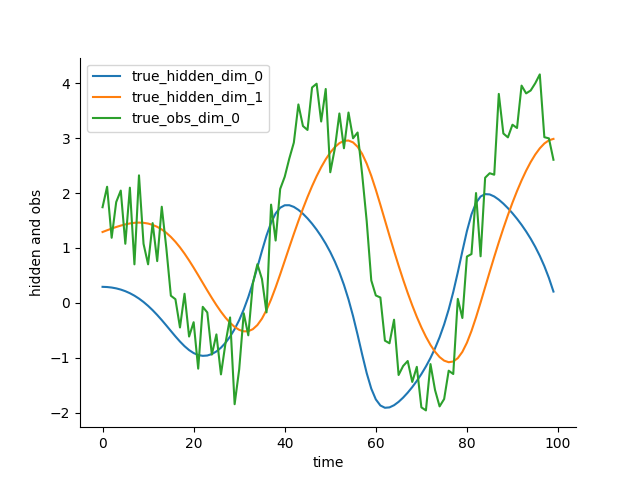 true_hidden_dim_0
true_hidden_dim_1
true_obs_dim_0
hidden and obs
4
3
2
1
0
−1
−2
0 20 40 60 80 100
time